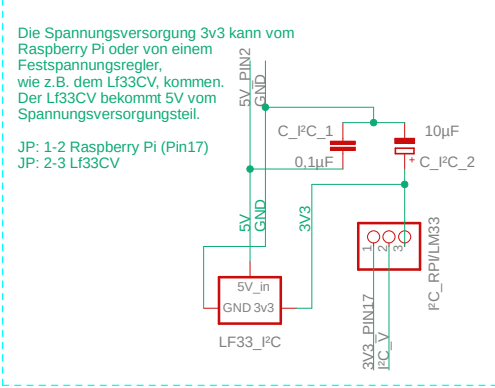 Die Spannungsversorgung 3v3 kann vom
Raspberry Pi oder von einem
Festspannungsregler,
wie z.B. dem Lf33CV, kommen.
Der Lf33CV bekommt 5V vom
Spannungsversorgungsteil.
JP: 1-2 Raspberry Pi (Pin17)
JP: 2-3 Lf33CV
5V_PIN2
GND
C_I²C_1
10µF
0,1µF
+
C_I²C_2
5V
GND
3V3
1
2
3
I²C_RPI/LM33
5V_in
GND 3v3
LF33_I²C
3V3_PIN17
I²C_V